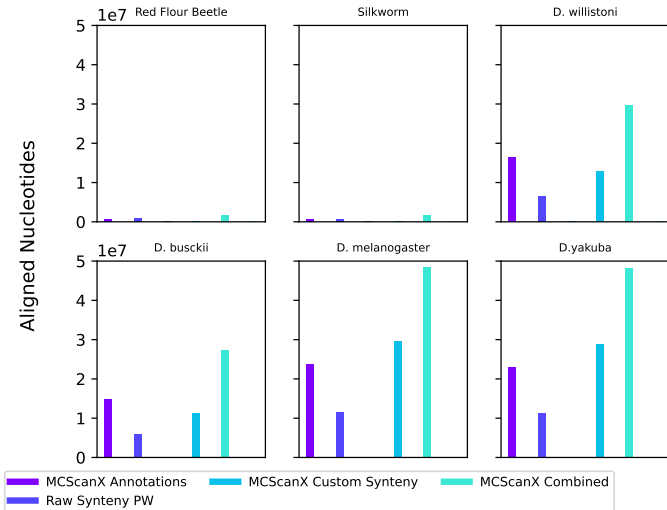 1e7 Red Flour Beetle Silkworm D. willistoni
5
4
3
2
1
0
Aligned Nucleotides
1e7 D. busckii D. melanogaster D.yakuba
5
4
3
2
1
0
MCScanX Annotations MCScanX Custom Synteny MCScanX Combined
Raw Synteny PW